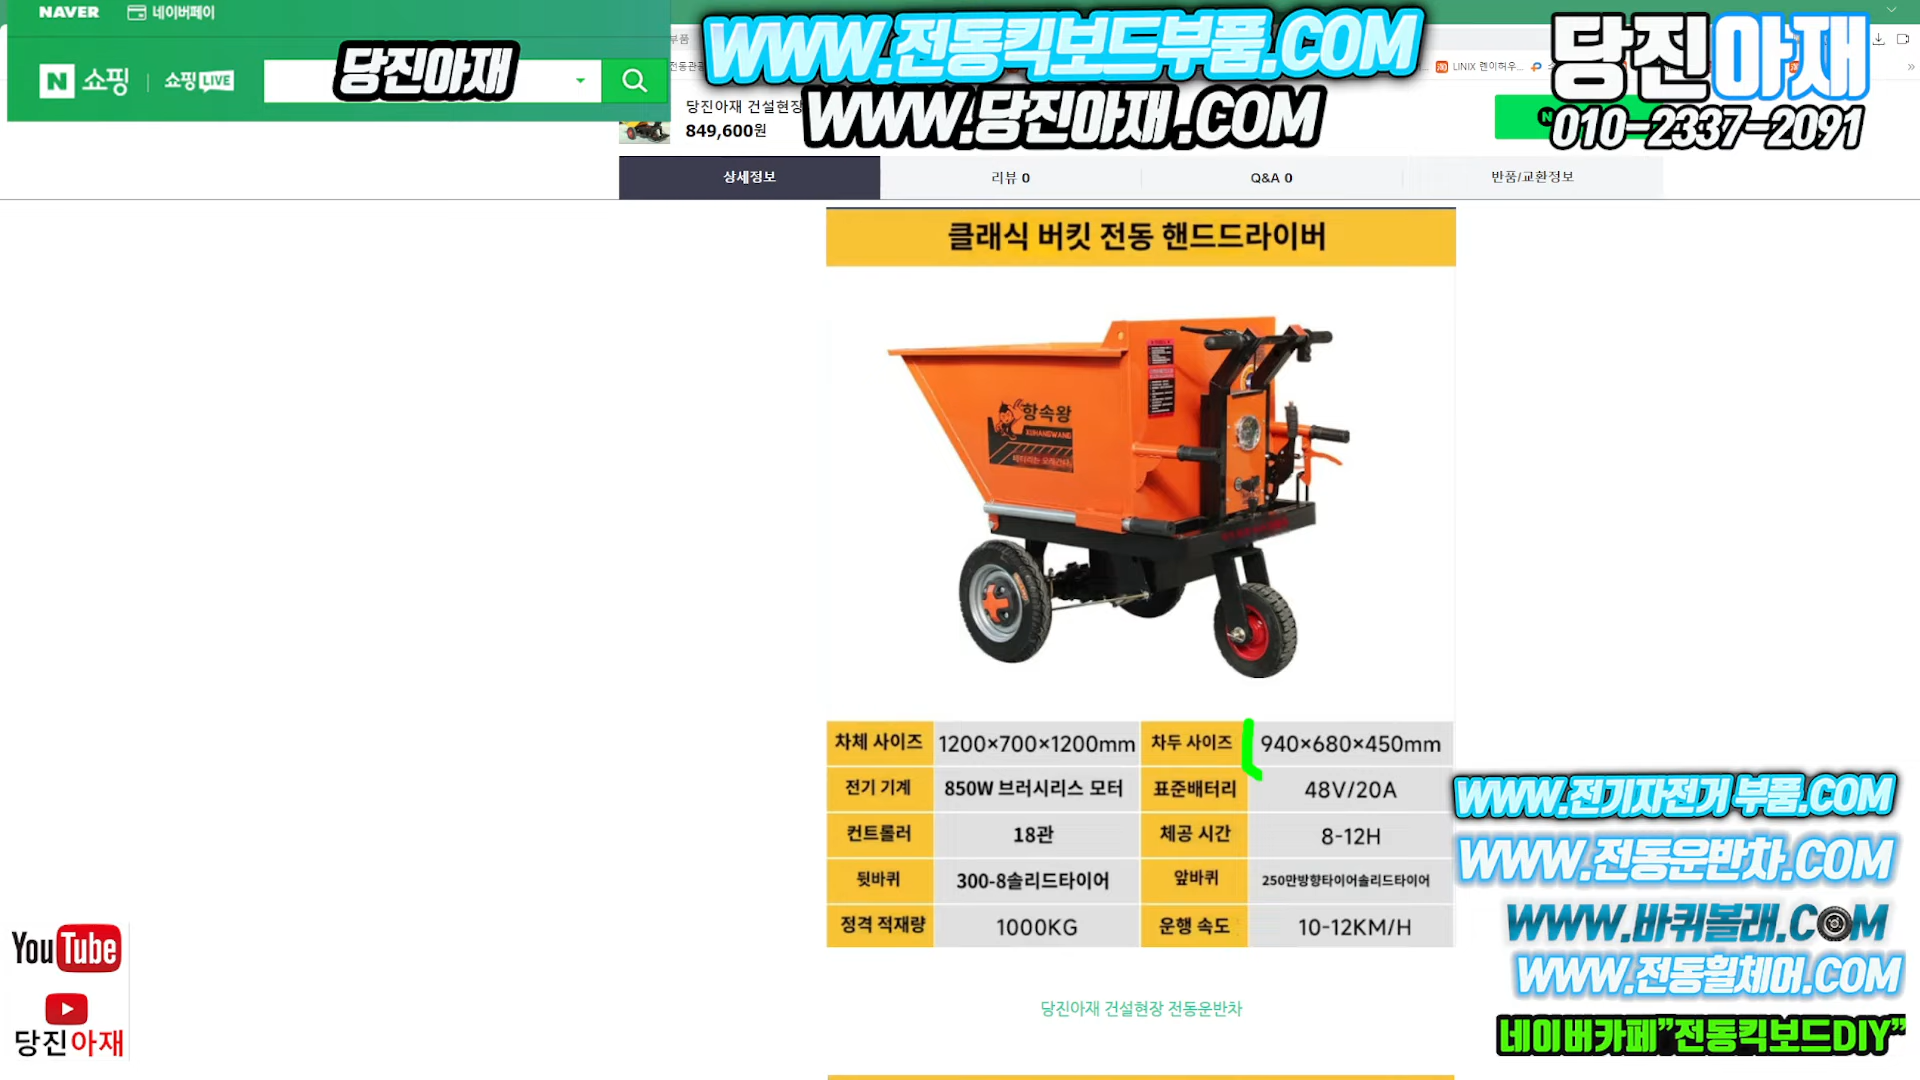 NAVER 네이버페이
N 쇼핑 쇼핑LIVE
당진아재
부품
WWW.전동킥보드부품.COM
WWW.당진아재.COM
당진아재
010-2337-2091
LINIX 렌이허우...
당진아재 건설현장
849,600원
상세정보 리뷰 0 Q&A 0 반품/교환정보
클래식 버킷 전동 핸드드라이버
항속왕
XIHANGWANG
차체 사이즈 1200×700×1200mm 차두 사이즈 940×680×450mm
전기 기계 850W 브러시리스 모터 표준배터리 48V/20A
컨트롤러 18관 체공 시간 8-12H
뒷바퀴 300-8솔리드타이어 앞바퀴 250만방향타이어솔리드타이어
정격 적재량 1000KG 운행 속도 10-12KM/H
당진아재 건설현장 전동운반차
WWW.전기자전거 부품.COM
WWW.전동운반차.COM
WWW.바퀴볼래.COM
WWW.전동휠체어.COM
네이버카페"전동킥보드DIY"
YouTube
당진아재